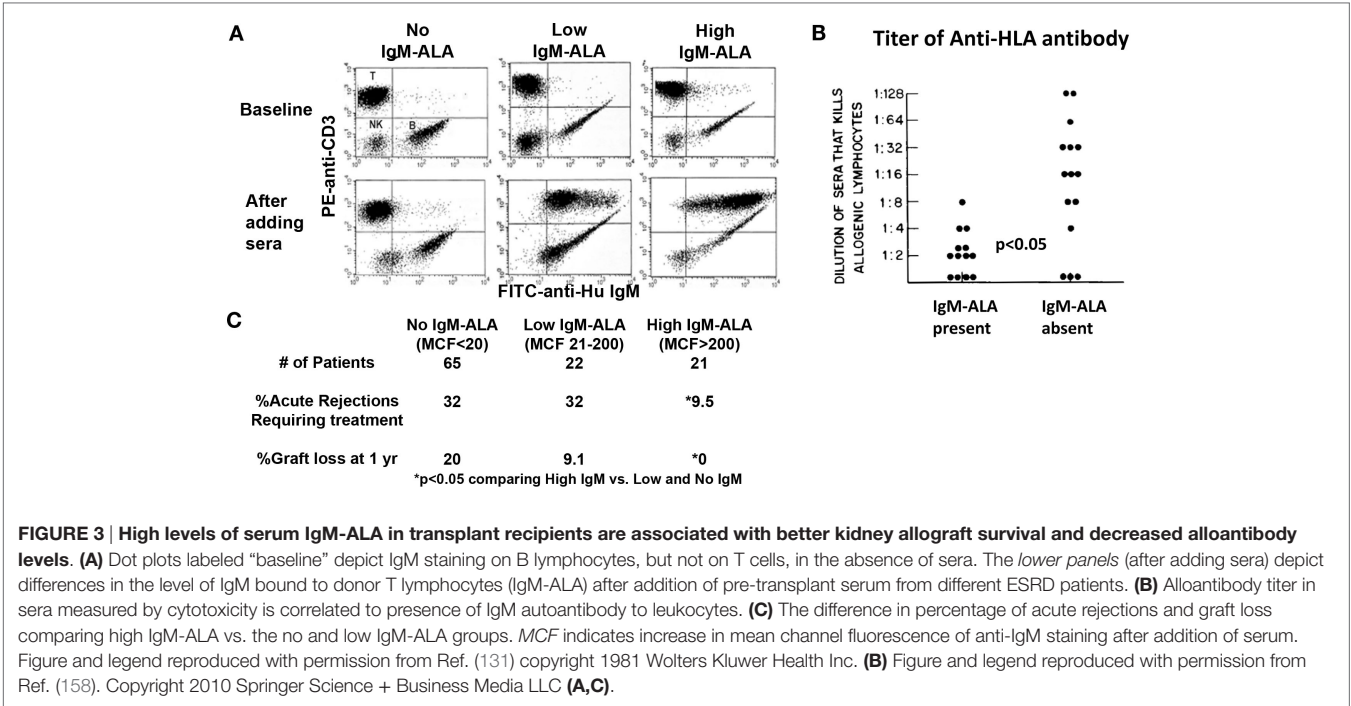 A
No
IgM-ALA
Low
IgM-ALA
High
IgM-ALA
Baseline
After
adding
sera
PE-anti-CD3
T
NK
B
FITC-anti-Hu IgM
B
Titer of Anti-HLA antibody
DILUTION OF SERA THAT KILLS
ALLOGENIC LYMPHOCYTES
1:128
1:64
1:32
1:16
1:8
1:4
1:2
p<0.05
IgM-ALA
present
IgM-ALA
absent
C
No IgM-ALA Low IgM-ALA High IgM-ALA
(MCF<20) (MCF 21-200) (MCF>200)
# of Patients 65 22 21
%Acute Rejections 32 32 *9.5
Requiring treatment
%Graft loss at 1 yr 20 9.1 *0
*p<0.05 comparing High IgM vs. Low and No IgM
FIGURE 3 | High levels of serum IgM-ALA in transplant recipients are associated with better kidney allograft survival and decreased alloantibody
levels. (A) Dot plots labeled “baseline” depict IgM staining on B lymphocytes, but not on T cells, in the absence of sera. The lower panels (after adding sera) depict
differences in the level of IgM bound to donor T lymphocytes (IgM-ALA) after addition of pre-transplant serum from different ESRD patients. (B) Alloantibody titer in
sera measured by cytotoxicity is correlated to presence of IgM autoantibody to leukocytes. (C) The difference in percentage of acute rejections and graft loss
comparing high IgM-ALA vs. the no and low IgM-ALA groups. MCF indicates increase in mean channel fluorescence of anti-IgM staining after addition of serum.
Figure and legend reproduced with permission from Ref. (131) copyright 1981 Wolters Kluwer Health Inc. (B) Figure and legend reproduced with permission from
Ref. (158). Copyright 2010 Springer Science + Business Media LLC (A,C).